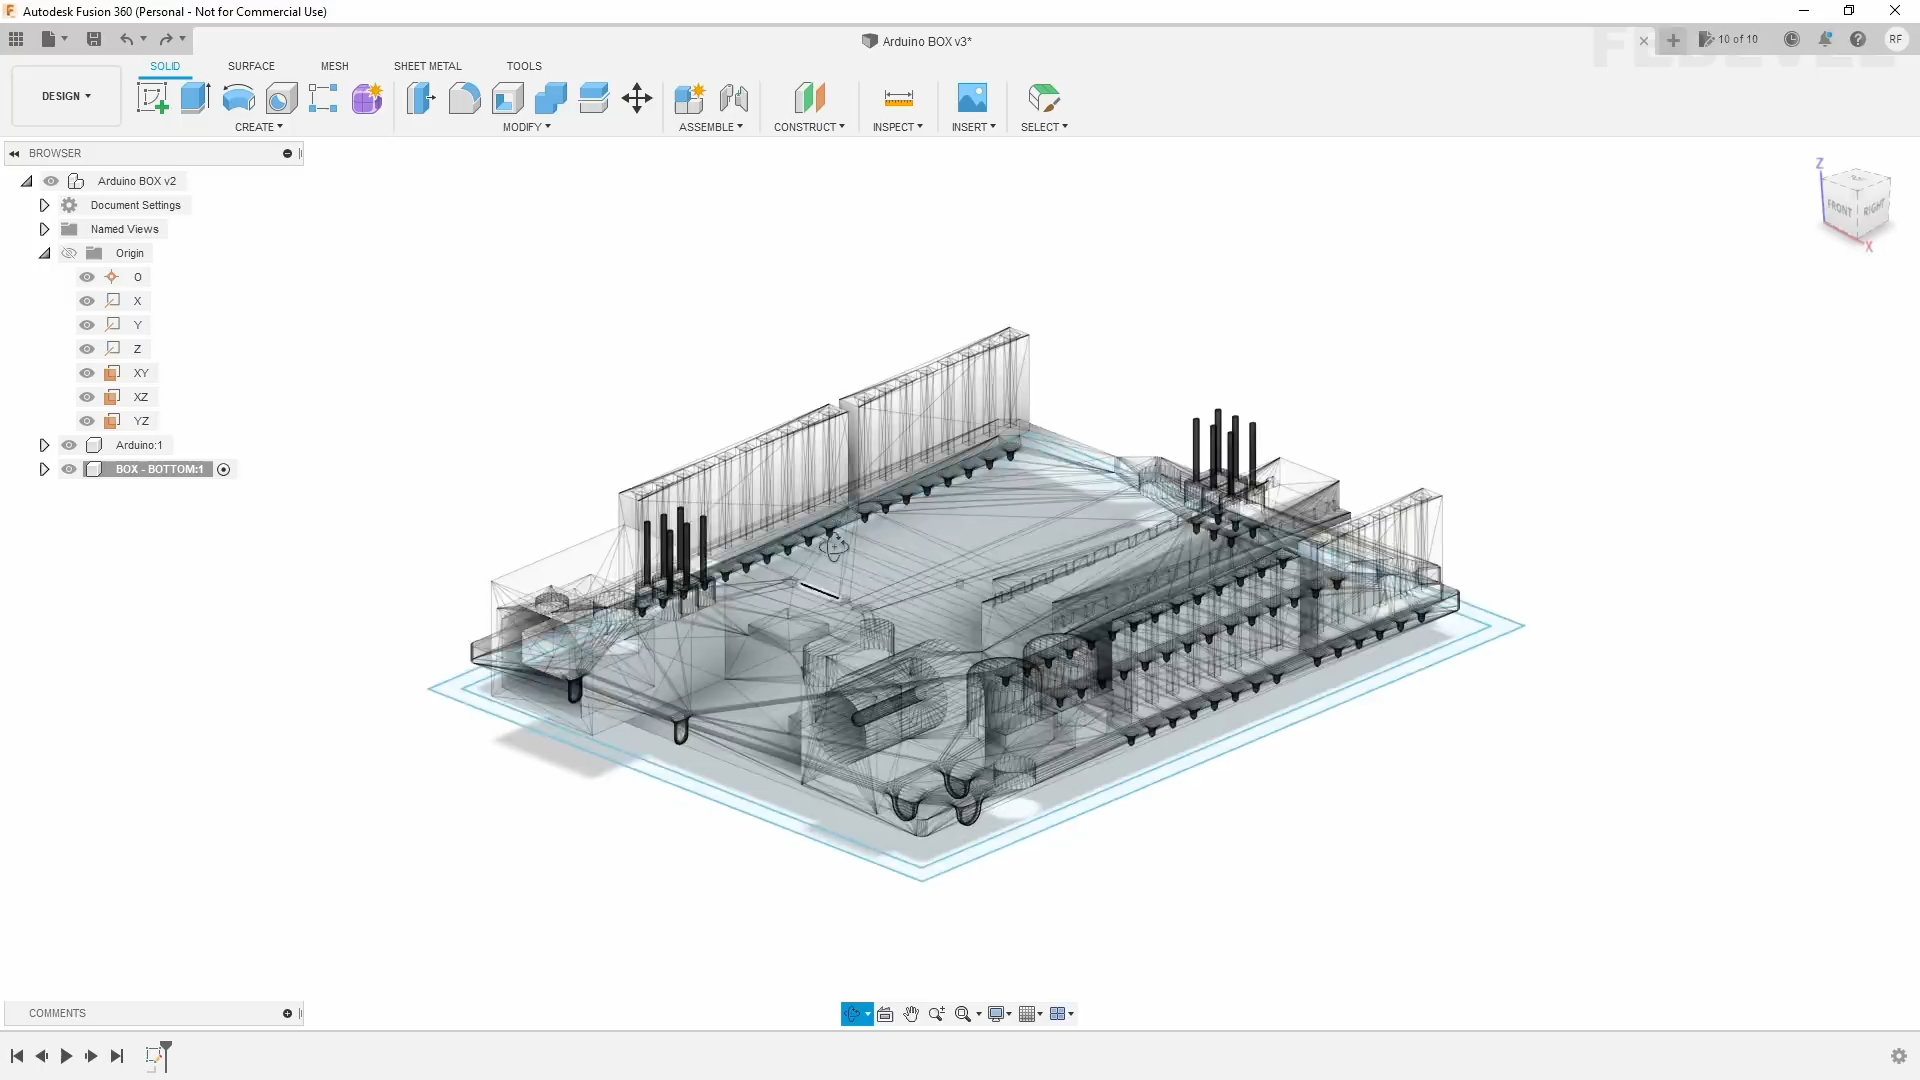 Autodesk Fusion 360 (Personal - Not for Commercial Use)
Arduino BOX v3*
10 of 10
RF
DESIGN
SOLID
SURFACE
MESH
SHEET METAL
TOOLS
CREATE
MODIFY
ASSEMBLE
CONSTRUCT
INSPECT
INSERT
SELECT
BROWSER
Arduino BOX v2
Document Settings
Named Views
Origin
O
X
Y
Z
XY
XZ
YZ
Arduino:1
BOX - BOTTOM:1
Z
FRONT
RIGHT
X
COMMENTS